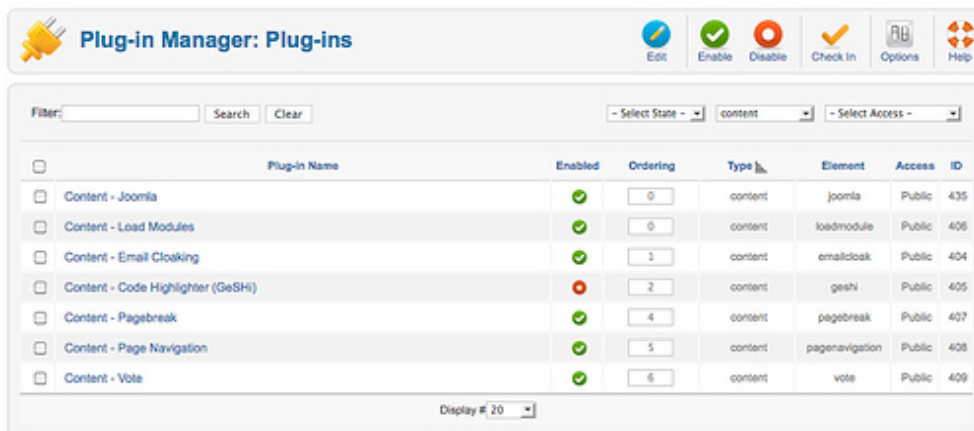 Plug-in Manager: Plug-ins
Edit Enable Disable Check In Options Help
Filter: Search Clear - Select State - content - Select Access -
Plug-in Name Enabled Ordering Type Element Access ID
Content - Joomla 0 content joomla Public 435
Content - Load Modules 0 content loadmodule Public 406
Content - Email Cloaking 1 content emailcloak Public 404
Content - Code Highlighter (GeSHi) 2 content geshi Public 405
Content - Pagebreak 4 content pagebreak Public 407
Content - Page Navigation 5 content pagenavigation Public 408
Content - Vote 6 content vote Public 409
Display # 20